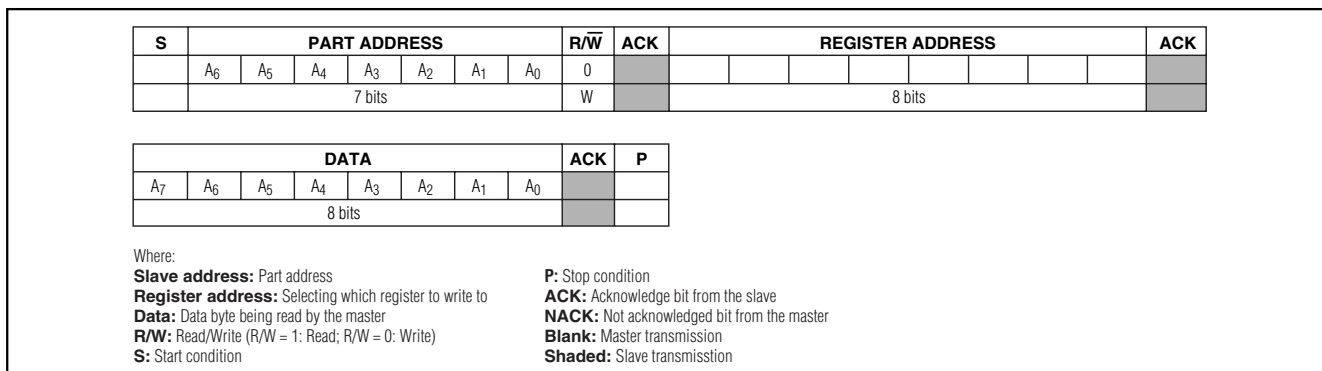 S PART ADDRESS R/W̅ ACK REGISTER ADDRESS ACK
A6 A5 A4 A3 A2 A1 A0 0
7 bits W 8 bits
DATA ACK P
A7 A6 A5 A4 A3 A2 A1 A0
8 bits
Where:
Slave address: Part address
Register address: Selecting which register to write to
Data: Data byte being read by the master
R/W: Read/Write (R/W = 1: Read; R/W = 0: Write)
S: Start condition
P: Stop condition
ACK: Acknowledge bit from the slave
NACK: Not acknowledged bit from the master
Blank: Master transmission
Shaded: Slave transmisstion